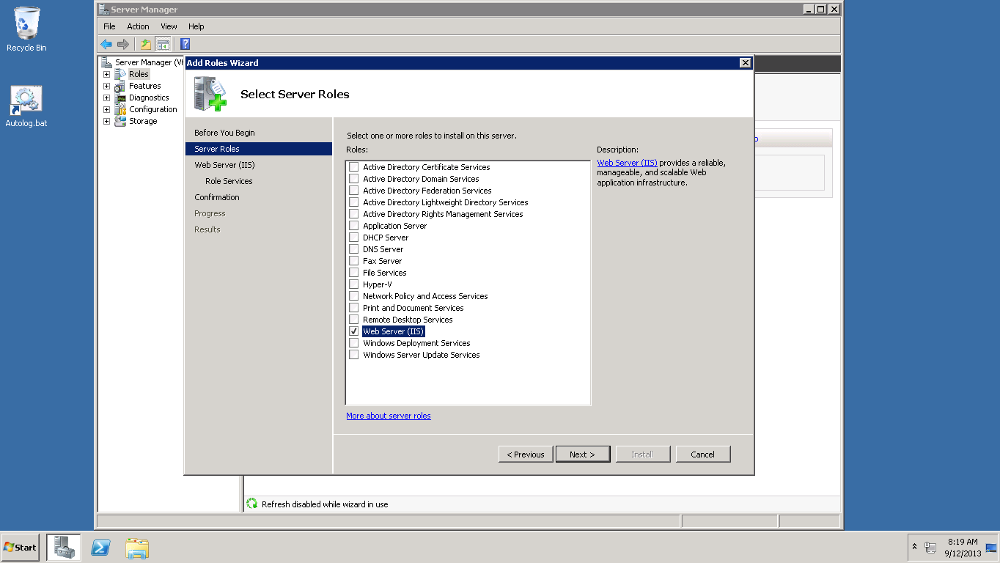 Recycle Bin
Autolog.bat
Server Manager
File Action View Help
Server Manager (
Roles
Features
Diagnostics
Configuration
Storage
Add Roles Wizard
Select Server Roles
Before You Begin
Server Roles
Web Server (IIS)
Role Services
Confirmation
Progress
Results
Select one or more roles to install on this server.
Roles:
Active Directory Certificate Services
Active Directory Domain Services
Active Directory Federation Services
Active Directory Lightweight Directory Services
Active Directory Rights Management Services
Application Server
DHCP Server
DNS Server
Fax Server
File Services
Hyper-V
Network Policy and Access Services
Print and Document Services
Remote Desktop Services
Web Server (IIS)
Windows Deployment Services
Windows Server Update Services
More about server roles
Description:
Web Server (IIS) provides a reliable,
manageable, and scalable Web
application infrastructure.
< Previous Next > Install Cancel
Refresh disabled while wizard in use
Start
8:19 AM
9/12/2013